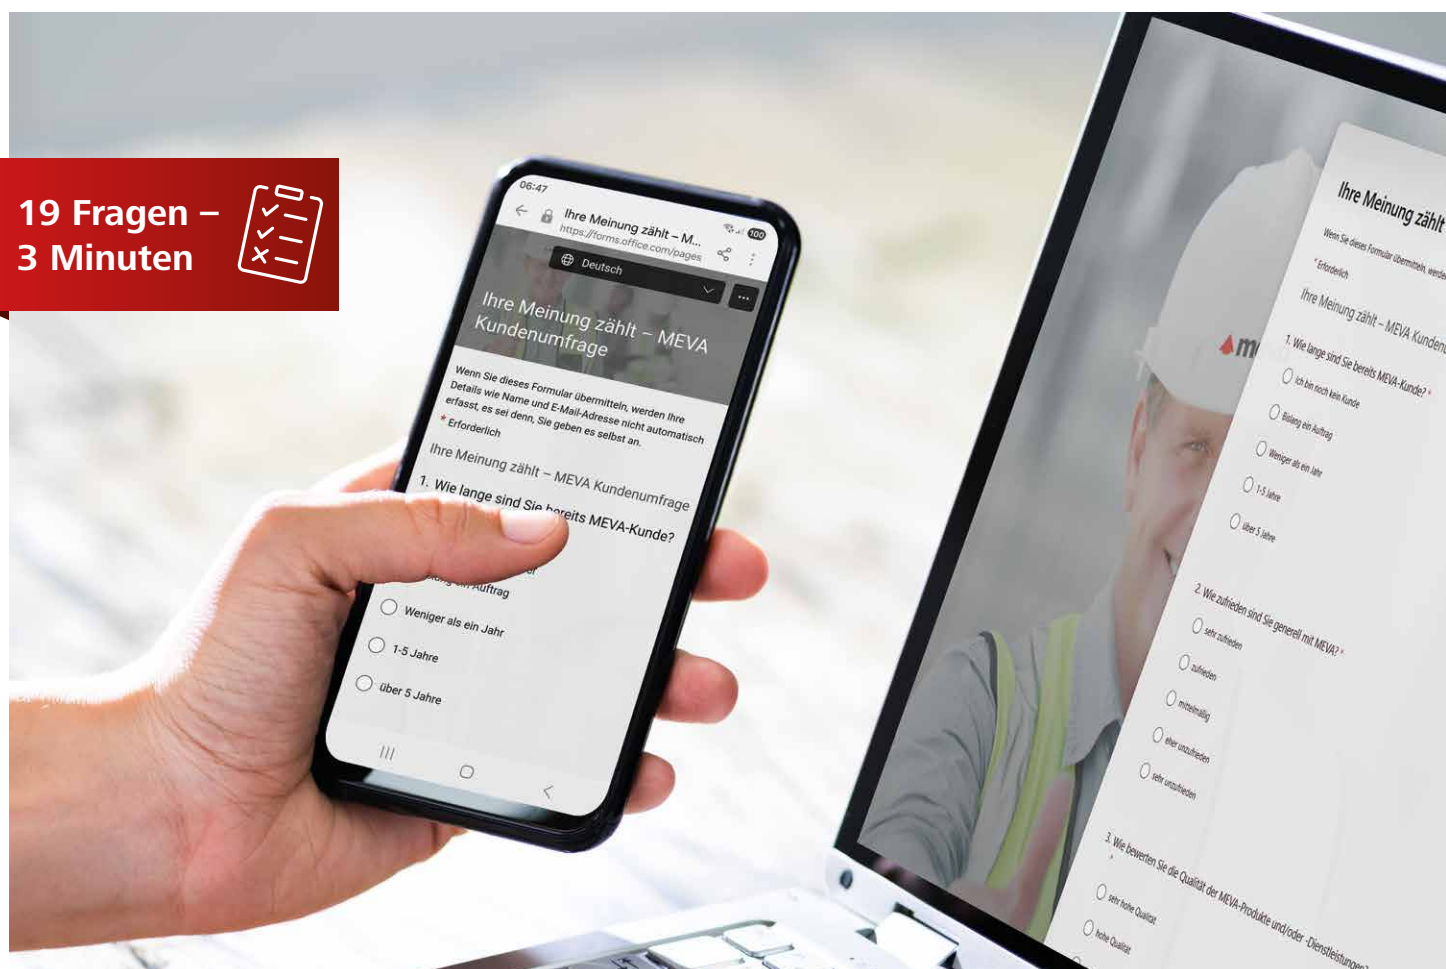 19 Fragen –
3 Minuten
06:47
100
Ihre Meinung zählt – M...
https://forms.office.com/pages
Deutsch
Ihre Meinung zählt – MEVA
Kundenumfrage
Wenn Sie dieses Formular übermitteln, werden Ihre
Details wie Name und E-Mail-Adresse nicht automatisch
erfasst, es sei denn, Sie geben es selbst an.
* Erforderlich
Ihre Meinung zählt – MEVA Kundenumfrage
1. Wie lange sind Sie bereits MEVA-Kunde?
ein Auftrag
Weniger als ein Jahr
1-5 Jahre
über 5 Jahre
Ihre Meinung zählt
Wenn Sie dieses Formular übermitteln,
* Erforderlich
Ihre Meinung zählt – MEVA
1. Wie lange sind Sie bereits MEVA-Kunde? *
Ich bin noch kein Kunde
Bislang ein Auftrag
Weniger als ein Jahr
1-5 Jahre
über 5 Jahre
2. Wie zufrieden sind Sie generell mit MEVA? *
sehr zufrieden
zufrieden
mittelmäßig
eher unzufrieden
sehr unzufrieden
3. Wie bewerten Sie die Qualität der MEVA-Produkte und/oder -Dienstleistungen?
*
sehr hohe Qualität
hohe Qualität